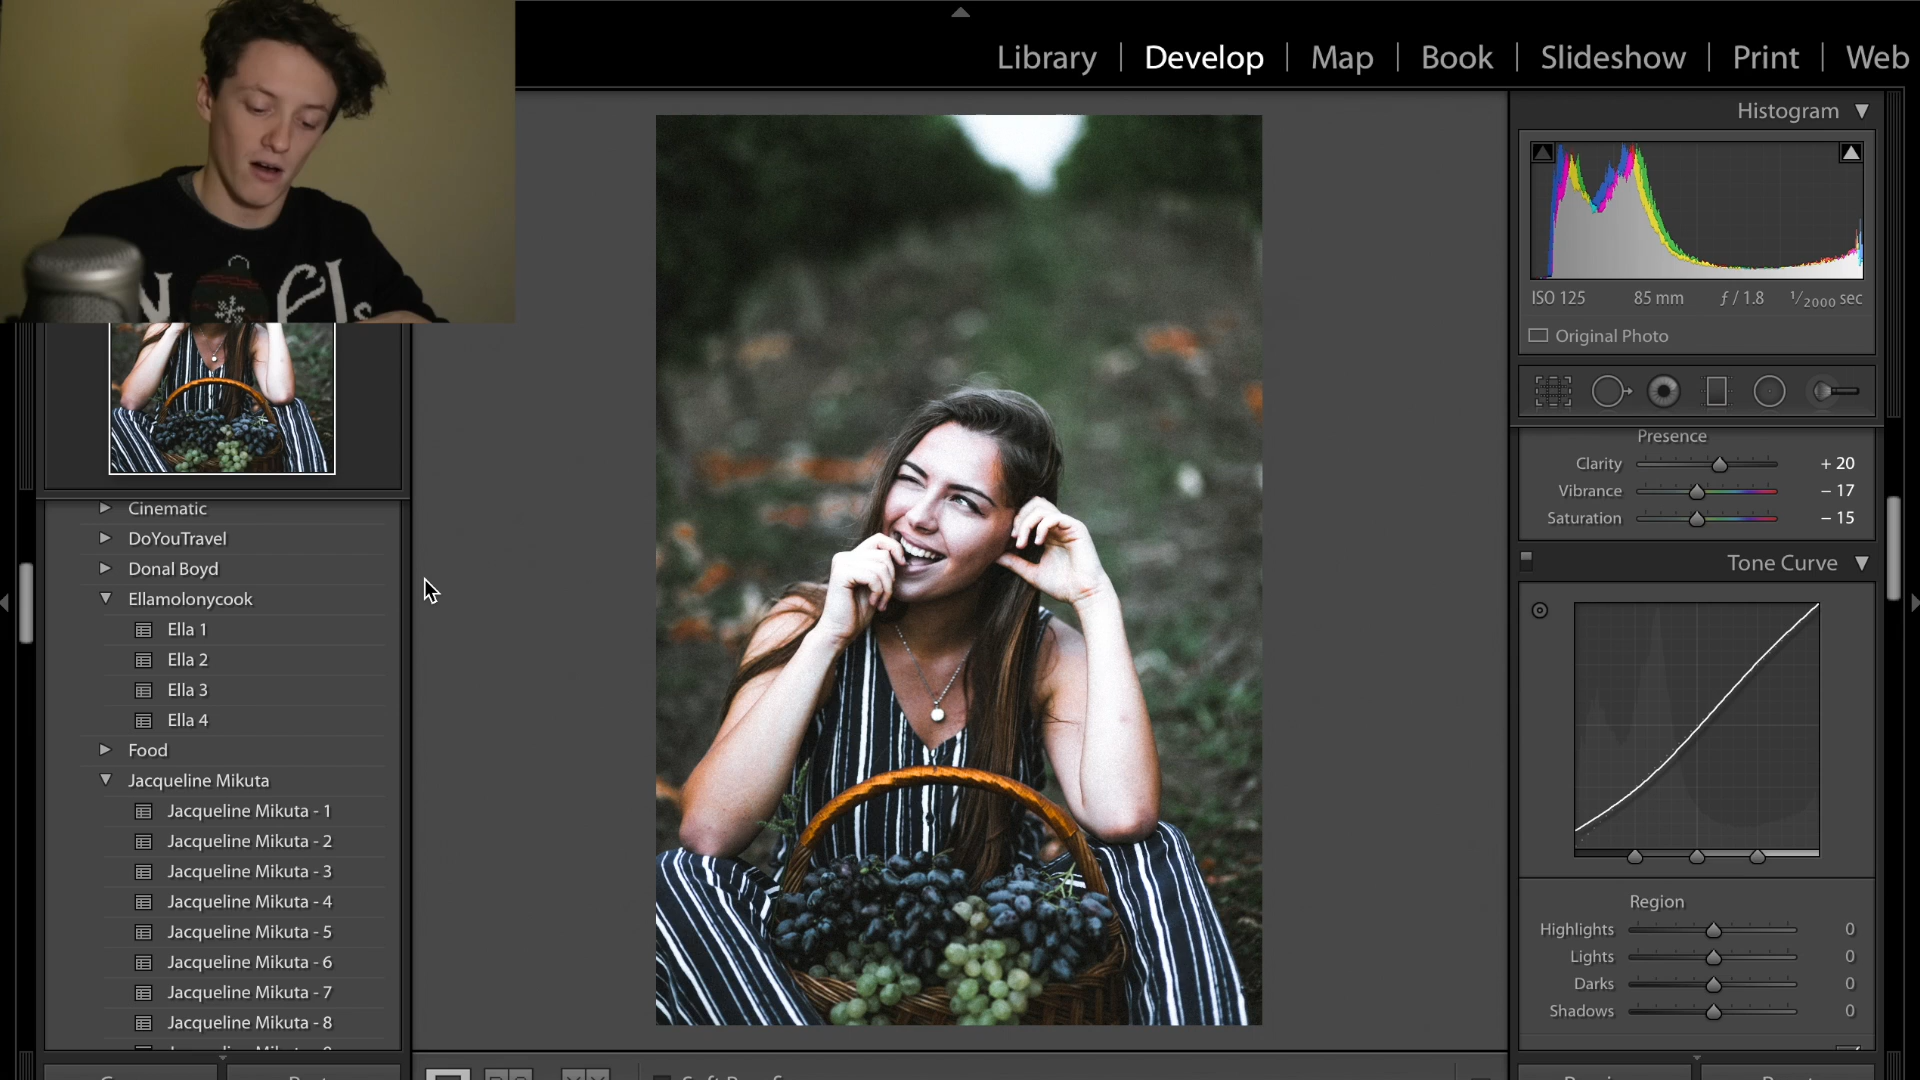 Library | Develop | Map | Book | Slideshow | Print | Web
Histogram
ISO 125 85 mm ƒ / 1.8 1/2000 sec
Original Photo
Presence
Clarity + 20
Vibrance – 17
Saturation – 15
Tone Curve
Region
Highlights 0
Lights 0
Darks 0
Shadows 0
Cinematic
DoYouTravel
Donal Boyd
Ellamolonycook
Ella 1
Ella 2
Ella 3
Ella 4
Food
Jacqueline Mikuta
Jacqueline Mikuta - 1
Jacqueline Mikuta - 2
Jacqueline Mikuta - 3
Jacqueline Mikuta - 4
Jacqueline Mikuta - 5
Jacqueline Mikuta - 6
Jacqueline Mikuta - 7
Jacqueline Mikuta - 8